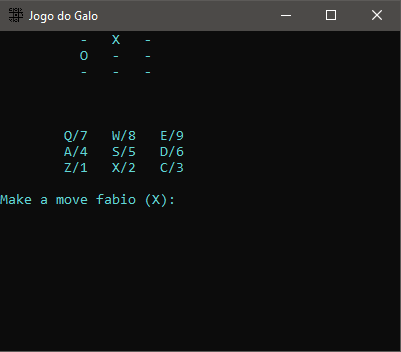 Jogo do Galo
- X -
O - -
- - -
Q/7 W/8 E/9
A/4 S/5 D/6
Z/1 X/2 C/3
Make a move fabio (X):